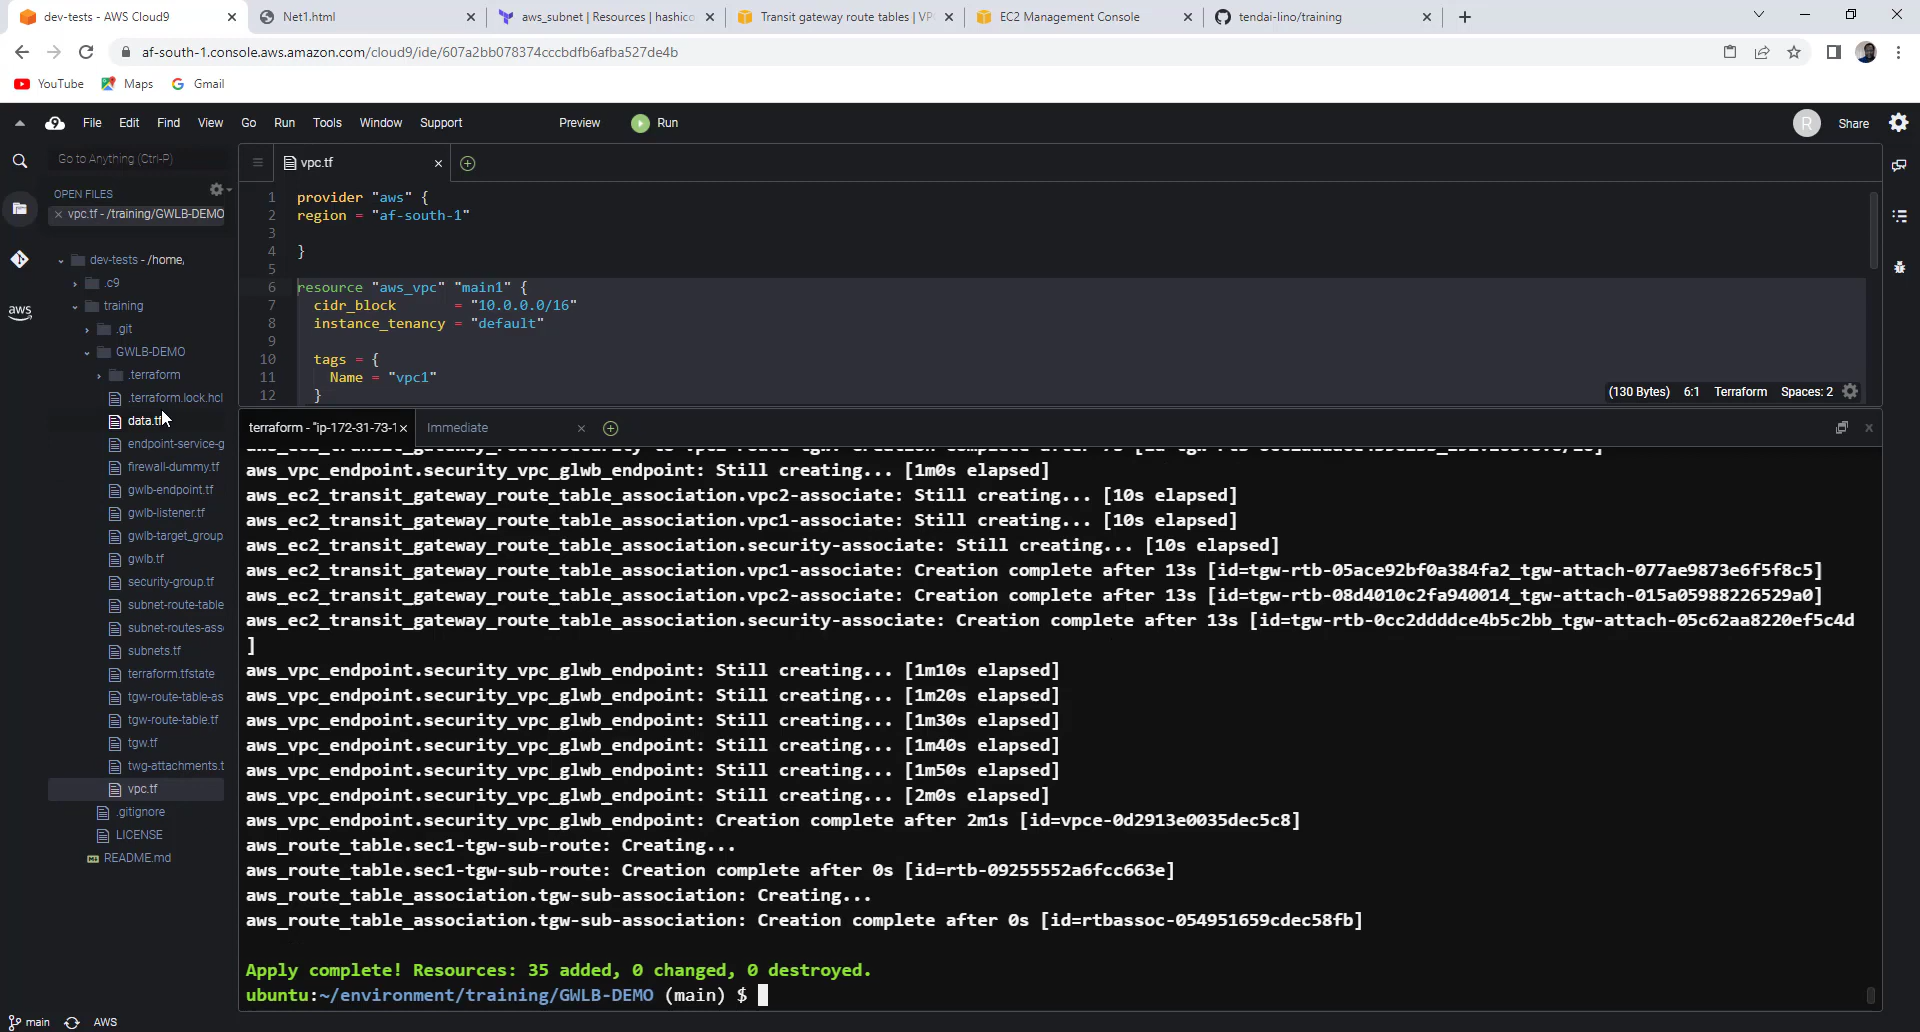 dev-tests - AWS Cloud9
Net1.html
aws_subnet | Resources | hashico
Transit gateway route tables | VP
EC2 Management Console
tendai-lino/training
af-south-1.console.aws.amazon.com/cloud9/ide/607a2bb078374cccbdfb6afba527de4b
YouTube
Maps
Gmail
File Edit Find View Go Run Tools Window Support
Preview
Run
R
Share
Go to Anything (Ctrl-P)
OPEN FILES
vpc.tf - /training/GWLB-DEMO
dev-tests - /home,
.c9
training
.git
GWLB-DEMO
.terraform
.terraform.lock.hcl
data.tf
endpoint-service-g
firewall-dummy.tf
gwlb-endpoint.tf
gwlb-listener.tf
gwlb-target_group
gwlb.tf
security-group.tf
subnet-route-table
subnet-routes-ass
subnets.tf
terraform.tfstate
tgw-route-table-as
tgw-route-table.tf
tgw.tf
twg-attachments.t
vpc.tf
.gitignore
LICENSE
README.md
aws
vpc.tf
1 provider "aws" {
2 region = "af-south-1"
3
4 }
5
6 resource "aws_vpc" "main1" {
7 cidr_block = "10.0.0.0/16"
8 instance_tenancy = "default"
9
10 tags = {
11 Name = "vpc1"
12 }
(130 Bytes) 6:1 Terraform Spaces: 2
terraform - "ip-172-31-73-1
Immediate
aws_vpc_endpoint.security_vpc_glwb_endpoint: Still creating... [1m0s elapsed]
aws_ec2_transit_gateway_route_table_association.vpc2-associate: Still creating... [10s elapsed]
aws_ec2_transit_gateway_route_table_association.vpc1-associate: Still creating... [10s elapsed]
aws_ec2_transit_gateway_route_table_association.security-associate: Still creating... [10s elapsed]
aws_ec2_transit_gateway_route_table_association.vpc1-associate: Creation complete after 13s [id=tgw-rtb-05ace92bf0a384fa2_tgw-attach-077ae9873e6f5f8c5]
aws_ec2_transit_gateway_route_table_association.vpc2-associate: Creation complete after 13s [id=tgw-rtb-08d4010c2fa940014_tgw-attach-015a05988226529a0]
aws_ec2_transit_gateway_route_table_association.security-associate: Creation complete after 13s [id=tgw-rtb-0cc2ddddce4b5c2bb_tgw-attach-05c62aa8220ef5c4d
]
aws_vpc_endpoint.security_vpc_glwb_endpoint: Still creating... [1m10s elapsed]
aws_vpc_endpoint.security_vpc_glwb_endpoint: Still creating... [1m20s elapsed]
aws_vpc_endpoint.security_vpc_glwb_endpoint: Still creating... [1m30s elapsed]
aws_vpc_endpoint.security_vpc_glwb_endpoint: Still creating... [1m40s elapsed]
aws_vpc_endpoint.security_vpc_glwb_endpoint: Still creating... [1m50s elapsed]
aws_vpc_endpoint.security_vpc_glwb_endpoint: Still creating... [2m0s elapsed]
aws_vpc_endpoint.security_vpc_glwb_endpoint: Creation complete after 2m1s [id=vpce-0d2913e0035dec5c8]
aws_route_table.sec1-tgw-sub-route: Creating...
aws_route_table.sec1-tgw-sub-route: Creation complete after 0s [id=rtb-09255552a6fcc663e]
aws_route_table_association.tgw-sub-association: Creating...
aws_route_table_association.tgw-sub-association: Creation complete after 0s [id=rtbassoc-054951659cdec58fb]
Apply complete! Resources: 35 added, 0 changed, 0 destroyed.
ubuntu:~/environment/training/GWLB-DEMO (main) $
main AWS